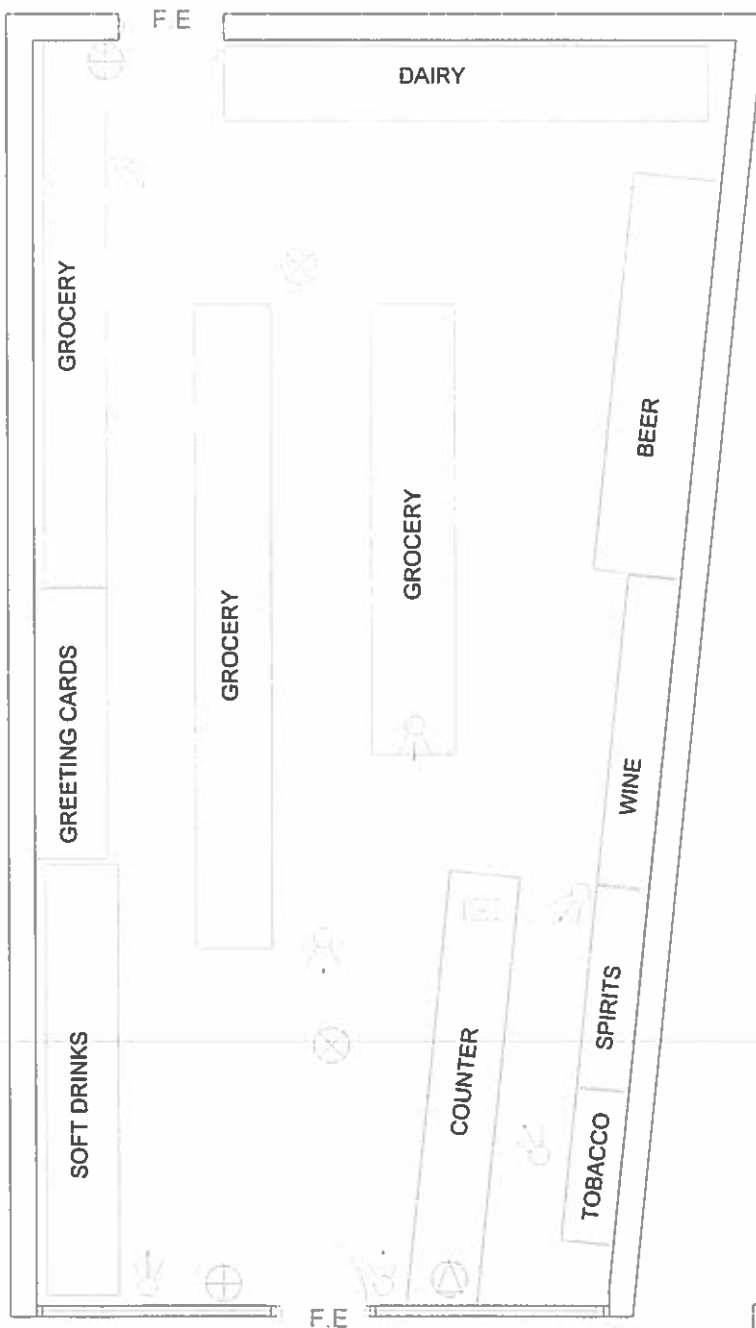 F.E
DAIRY
GROCERY
BEER
GROCERY
GROCERY
GREETING CARDS
WINE
SPIRITS
SOFT DRINKS
COUNTER
TOBACCO
F.E